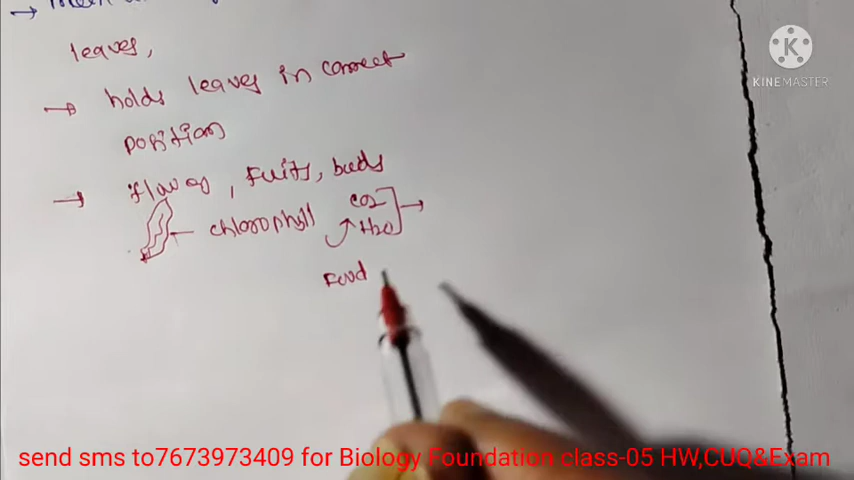 leaves,
→ holds leaves in correct
position
→ flowers, Fuits, buds
chlorophyll
CO2
H2O
Food
KINEMASTER
send sms to7673973409 for Biology Foundation class-05 HW,CUQ&Exam